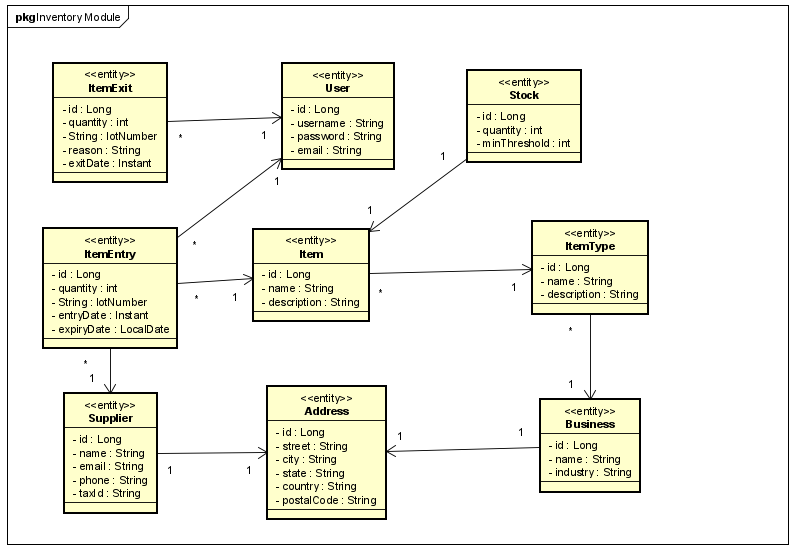 pkg Inventory Module
<<entity>>
ItemExit
- id : Long
- quantity : int
- String : lotNumber
- reason : String
- exitDate : Instant
<<entity>>
User
- id : Long
- username : String
- password : String
- email : String
<<entity>>
Stock
- id : Long
- quantity : int
- minThreshold : int
*
1
1
1
*
1
<<entity>>
ItemEntry
- id : Long
- quantity : int
- String : lotNumber
- entryDate : Instant
- expiryDate : LocalDate
<<entity>>
Item
- id : Long
- name : String
- description : String
<<entity>>
ItemType
- id : Long
- name : String
- description : String
*
1
*
1
*
1
*
1
<<entity>>
Supplier
- id : Long
- name : String
- email : String
- phone : String
- taxId : String
<<entity>>
Address
- id : Long
- street : String
- city : String
- state : String
- country : String
- postalCode : String
<<entity>>
Business
- id : Long
- name : String
- industry : String
1
1
1
1